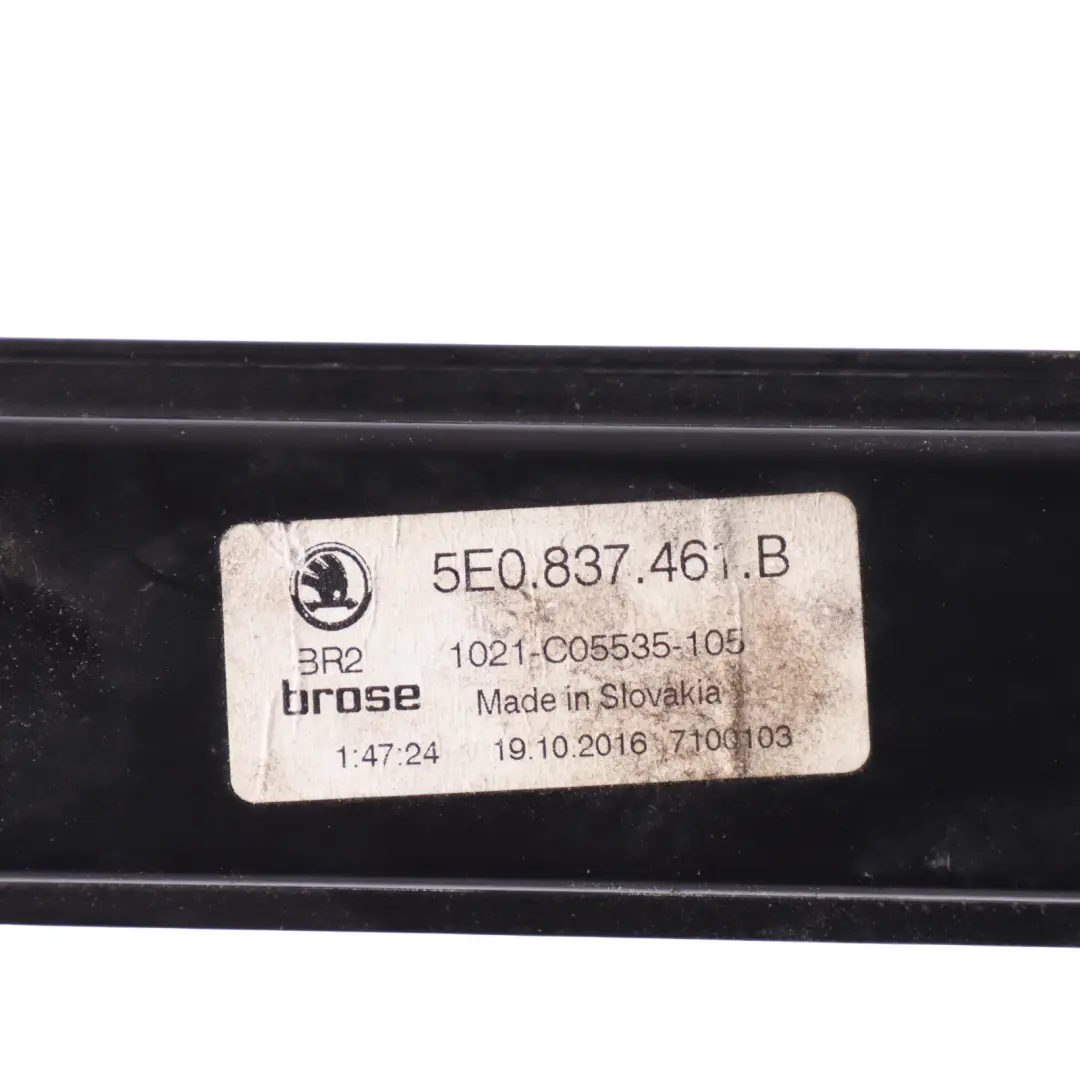 5E0.837.461.B
BR2 1021-C05535-105
brose Made in Slovakia
1:47:24 19.10.2016 7100103